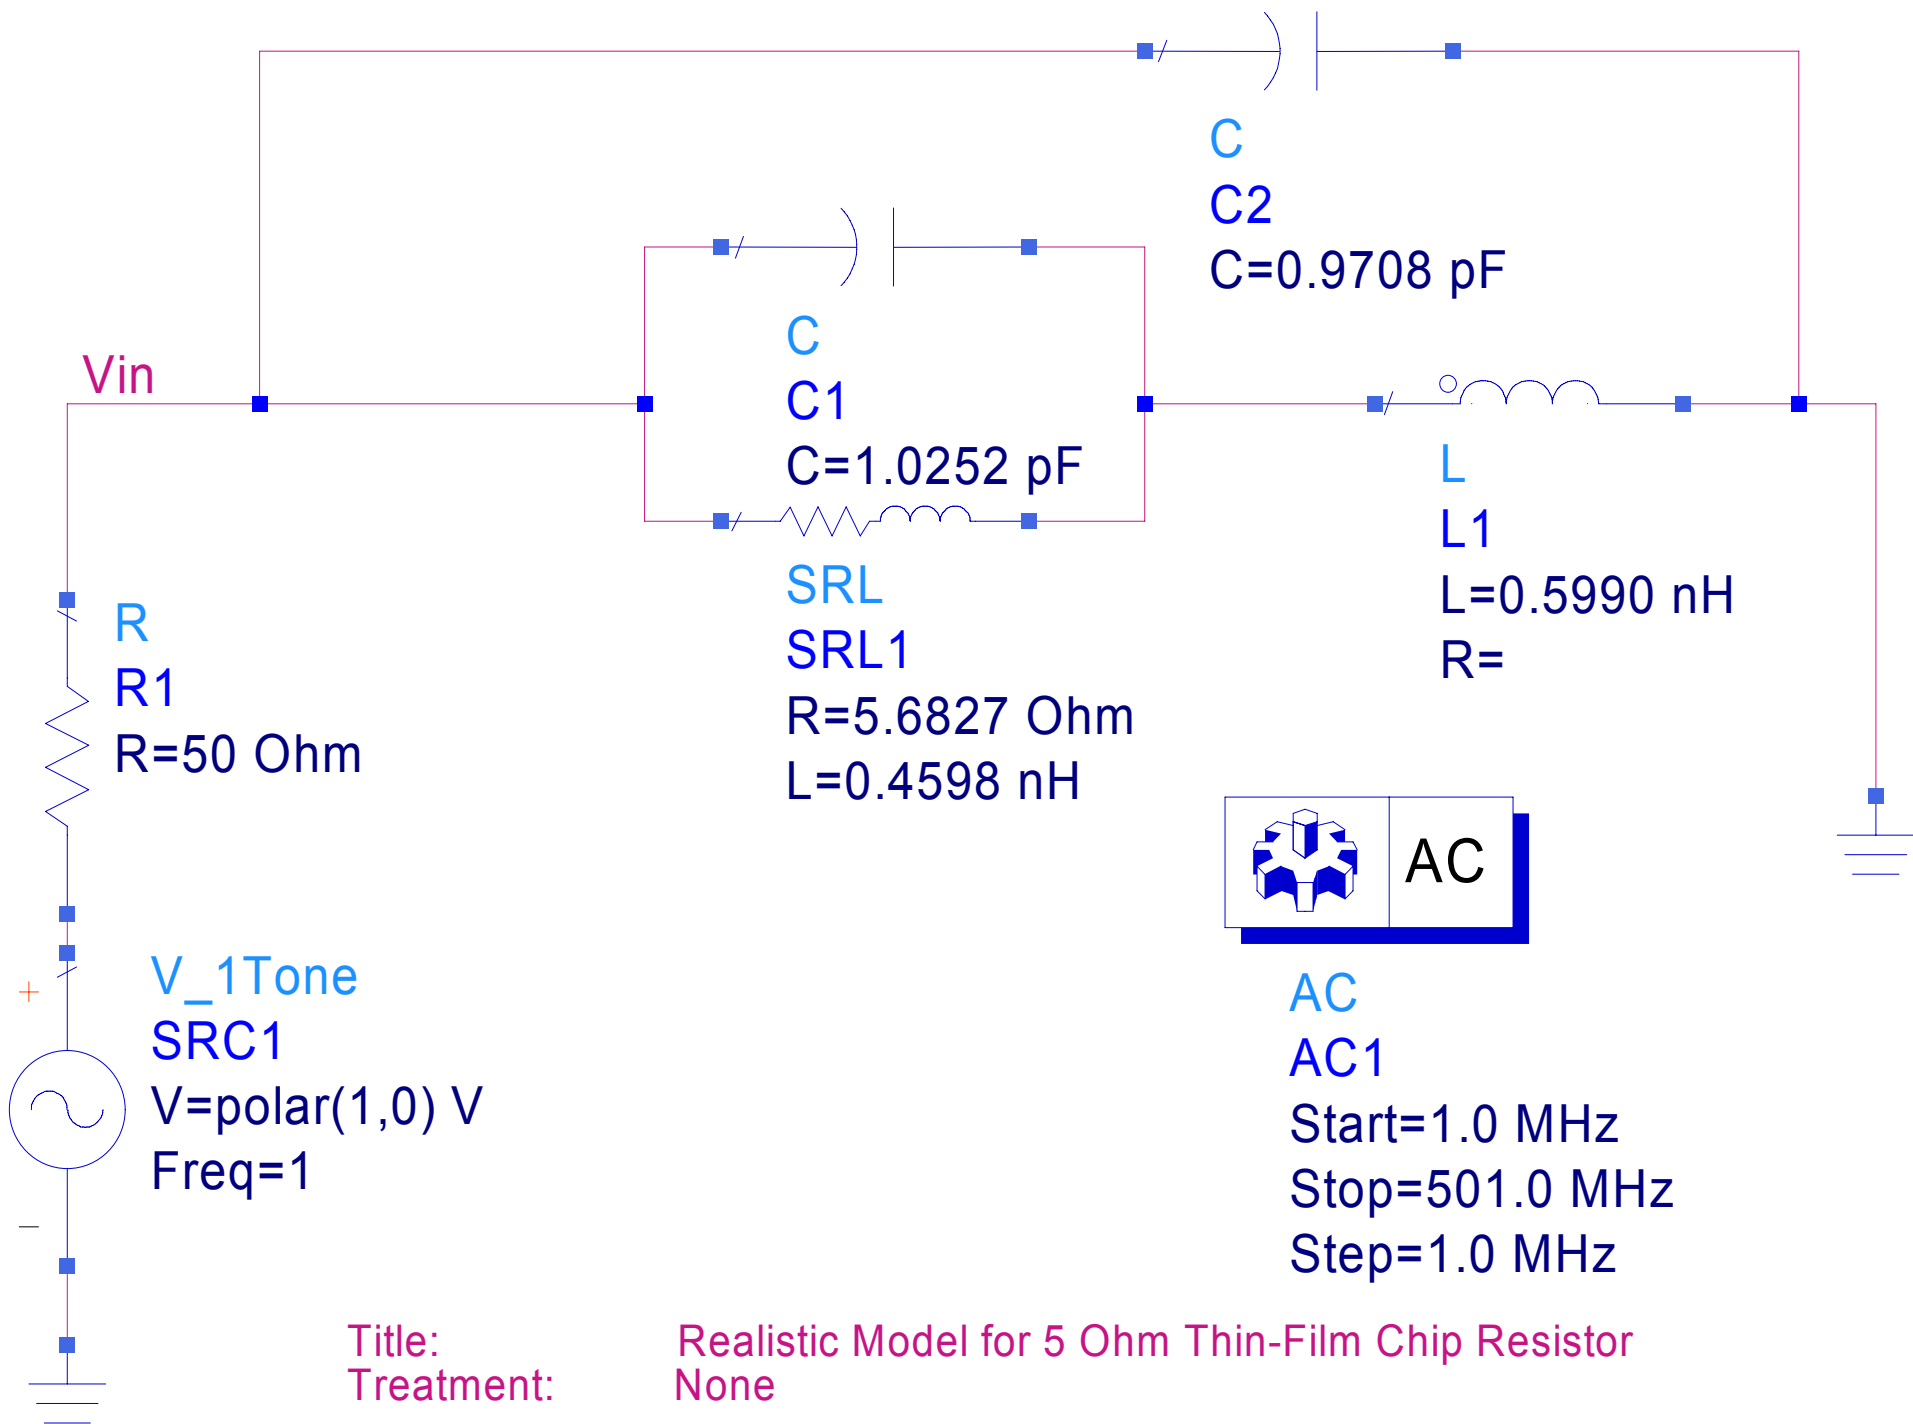 C
C2
C=0.9708 pF
Vin
C
C1
C=1.0252 pF
L
L1
L=0.5990 nH
R=
SRL
SRL1
R=5.6827 Ohm
L=0.4598 nH
R
R1
R=50 Ohm
AC
+
V_1Tone
SRC1
V=polar(1,0) V
Freq=1
−
AC
AC1
Start=1.0 MHz
Stop=501.0 MHz
Step=1.0 MHz
Title: Realistic Model for 5 Ohm Thin-Film Chip Resistor
Treatment: None